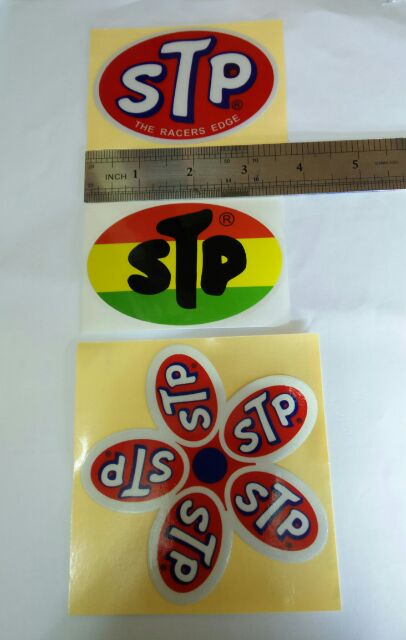 STP®
THE RACERS EDGE
INCH 1 2 3 4 5
®
STP
STP
STP
STP
STP
STP